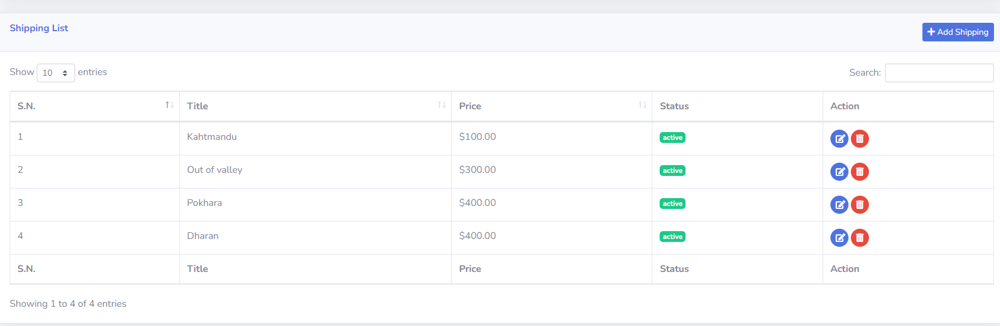 Shipping List
Add Shipping
Show 10 entries
Search:
S.N. Title Price Status Action
1 Kahtmandu $100.00 active
2 Out of valley $300.00 active
3 Pokhara $400.00 active
4 Dharan $400.00 active
S.N. Title Price Status Action
Showing 1 to 4 of 4 entries